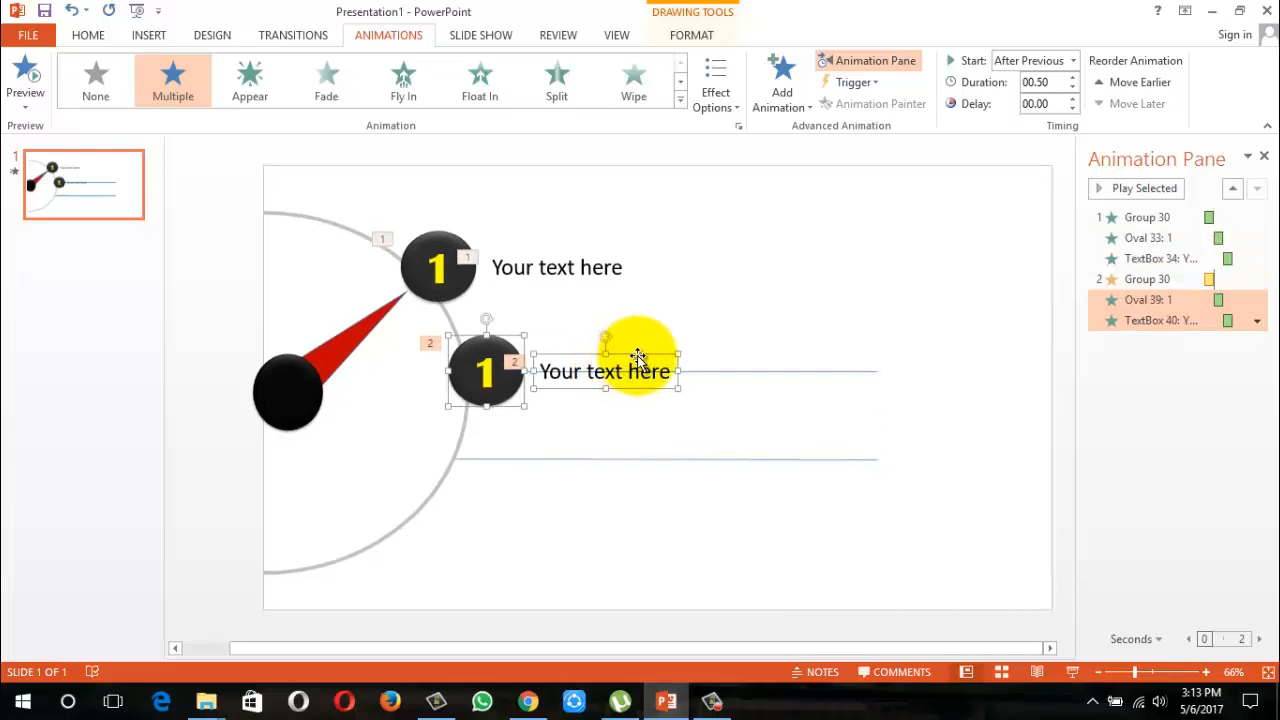 Presentation1 - PowerPoint
DRAWING TOOLS
?
FILE HOME INSERT DESIGN TRANSITIONS ANIMATIONS SLIDE SHOW REVIEW VIEW FORMAT Sign in
Preview
None Multiple Appear Fade Fly In Float In Split Wipe
Effect Options
Add Animation
Animation Pane
Trigger
Animation Painter
Start: After Previous
Duration: 00.50
Delay: 00.00
Reorder Animation
Move Earlier
Move Later
Preview Animation Advanced Animation Timing
1
1
1
1
Your text here
2
1
2
Your text here
Animation Pane
Play Selected
1 Group 30
Oval 33: 1
TextBox 34: Y...
2 Group 30
Oval 39: 1
TextBox 40: Y...
Seconds 0 2
SLIDE 1 OF 1 NOTES COMMENTS 66%
3:13 PM
5/6/2017